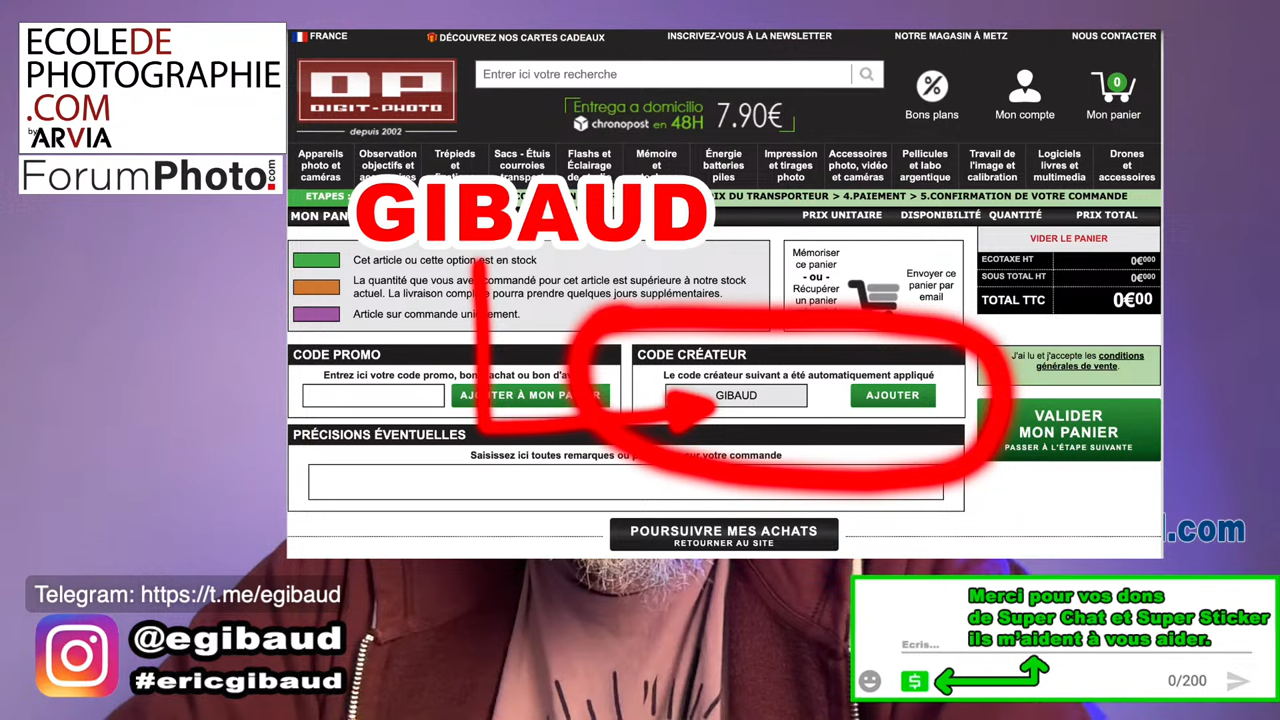 ECOLEDE
PHOTOGRAPHIE
.COM
by ARVIA
ForumPhoto.com
FRANCE
DÉCOUVREZ NOS CARTES CADEAUX
INSCRIVEZ-VOUS À LA NEWSLETTER
NOTRE MAGASIN À METZ
NOUS CONTACTER
DP
DIGIT-PHOTO
depuis 2002
Entrer ici votre recherche
Entrega a domicilio
chronopost en 48H
7.90€
Bons plans
Mon compte
0
Mon panier
Appareils
photo et
caméras
Observation
objectifs et
Trépieds
et
Sacs - Étuis
courroies
Flashs et
Éclairage
Mémoire
et
Énergie
batteries
piles
Impression
et tirages
photo
Accessoires
photo, vidéo
et caméras
Pellicules
et labo
argentique
Travail de
l'image et
calibration
Logiciels
livres et
multimedia
Drones
et
accessoires
ETAPES :
DU TRANSPORTEUR > 4.PAIEMENT > 5.CONFIRMATION DE VOTRE COMMANDE
GIBAUD
MON
PRIX UNITAIRE
DISPONIBILITÉ
QUANTITÉ
PRIX TOTAL
Cet article ou cette option est en stock
La quantité que vous avez commandé pour cet article est supérieure à notre stock
actuel. La livraison complète pourra prendre quelques jours supplémentaires.
Article sur commande uniquement.
Mémoriser
ce panier
- ou -
Récupérer
un panier
Envoyer ce
panier par
email
VIDER LE PANIER
ECOTAXE HT
0€000
SOUS TOTAL HT
0€000
TOTAL TTC
0€00
J'ai lu et j'accepte les conditions
générales de vente.
VALIDER
MON PANIER
PASSER À L'ÉTAPE SUIVANTE
CODE PROMO
Entrez ici votre code promo, bon d'achat ou bon
AJOUTER À MON PANIER
CODE CRÉATEUR
Le code créateur suivant a été automatiquement appliqué
GIBAUD
AJOUTER
PRÉCISIONS ÉVENTUELLES
Saisissez ici toutes remarques ou sur votre commande
POURSUIVRE MES ACHATS
RETOURNER AU SITE
.com
Telegram: https://t.me/egibaud
@egibaud
#ericgibaud
Merci pour vos dons
de Super Chat et Super Sticker
ils m'aident à vous aider.
Ecris...
$
0/200